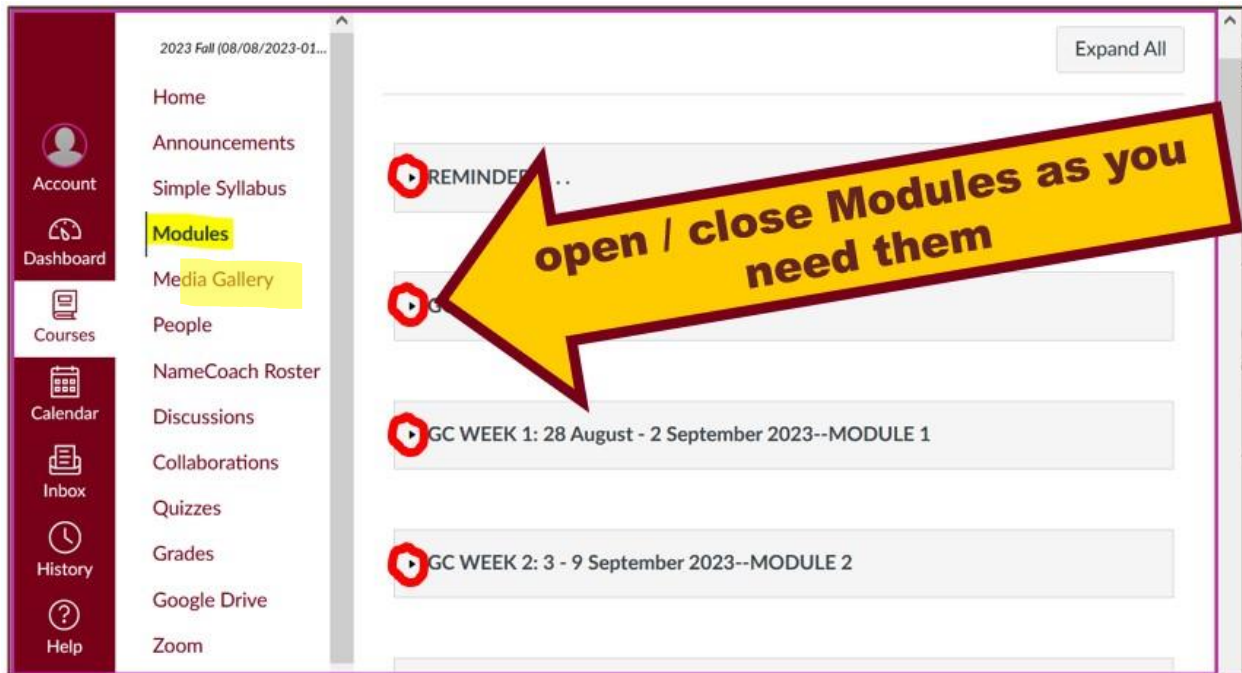 2023 Fall (08/08/2023-01...
Home
Announcements
Simple Syllabus
Modules
Media Gallery
People
NameCoach Roster
Discussions
Collaborations
Quizzes
Grades
Google Drive
Zoom
Account
Dashboard
Courses
Calendar
Inbox
History
Help
Expand All
REMINDER . .
open / close Modules as you
need them
GC WEEK 1: 28 August - 2 September 2023--MODULE 1
GC WEEK 2: 3 - 9 September 2023--MODULE 2